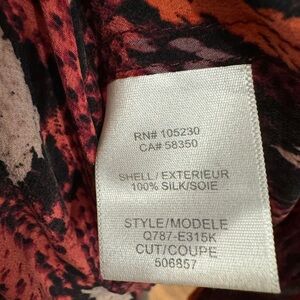 RN# 105230
CA# 58350
SHELL / EXTERIEUR
100% SILK/SOIE
STYLE/MODELE
Q787-E315K
CUT/COUPE
506857